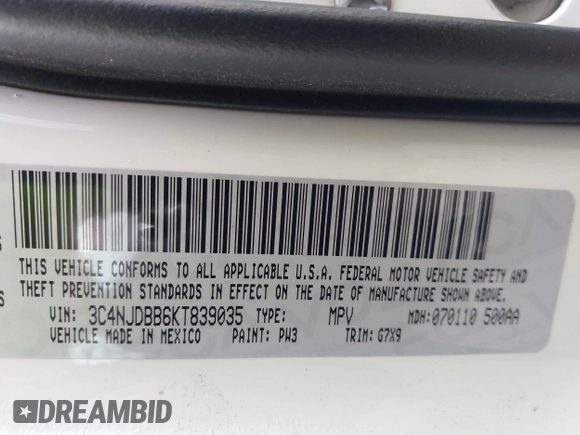 THIS VEHICLE CONFORMS TO ALL APPLICABLE U.S.A. FEDERAL MOTOR VEHICLE SAFETY AND
THEFT PREVENTION STANDARDS IN EFFECT ON THE DATE OF MANUFACTURE SHOWN ABOVE.
VIN: 3C4NJDBB6KT839035 TYPE: MPV MDH: 070110 500AA
VEHICLE MADE IN MEXICO PAINT: PW3 TRIM: G7X9
DREAMBID